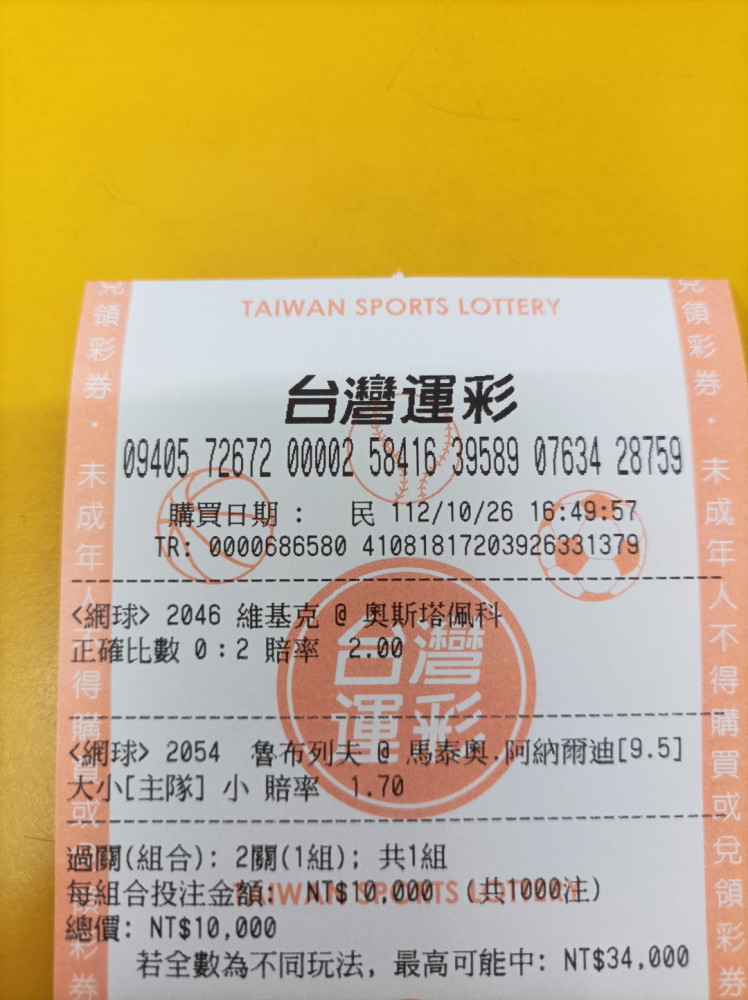 TAIWAN SPORTS LOTTERY
台灣運彩
09405 72672 00002 58416 39589 07634 28759
購買日期： 民 112/10/26 16:49:57
TR: 0000686580 41081817203926331379
<網球> 2046 維基克 @ 奧斯塔佩科
正確比數 0：2 賠率 2.00
台灣運彩
<網球> 2054 魯布列夫 @ 馬泰奧.阿納爾迪[9.5]
大小[主隊] 小 賠率 1.70
過關(組合): 2關(1組); 共1組
每組合投注金額: NT$10,000 (共1000注)
TAIWAN SPORTS LOTTERY
總價: NT$10,000
若全數為不同玩法, 最高可能中: NT$34,000
兌領彩券・未成年人不得購買或兌領彩券
兌領彩券・未成年人不得購買或兌領彩券